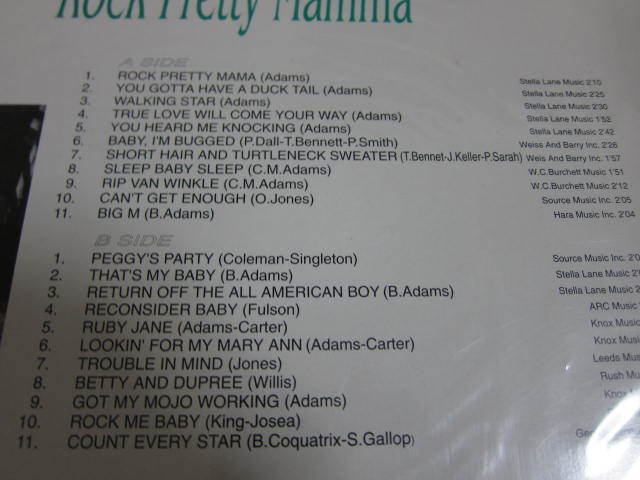 Rock Pretty Mamma
A SIDE
1. ROCK PRETTY MAMA (Adams) Stella Lane Music 2'10
2. YOU GOTTA HAVE A DUCK TAIL (Adams) Stella Lane Music 2'25
3. WALKING STAR (Adams) Stella Lane Music 2'30
4. TRUE LOVE WILL COME YOUR WAY (Adams) Stella Lane Music 1'52
5. YOU HEARD ME KNOCKING (Adams) Stella Lane Music 2'42
6. BABY, I'M BUGGED (P.Dall-T.Bennett-P.Smith) Weiss And Barry Inc. 2'26
7. SHORT HAIR AND TURTLENECK SWEATER (T.Bennet-J.Keller-P.Sarah) Weis And Barry Inc. 1'57
8. SLEEP BABY SLEEP (C.M.Adams) W.C.Burchett Music 1'51
9. RIP VAN WINKLE (C.M.Adams) W.C.Burchett Music 2'12
10. CAN'T GET ENOUGH (O.Jones) Source Music Inc. 2'05
11. BIG M (B.Adams) Hara Music Inc. 2'04
B SIDE
1. PEGGY'S PARTY (Coleman-Singleton) Source Music Inc. 2'0
2. THAT'S MY BABY (B.Adams) Stella Lane Music
3. RETURN OFF THE ALL AMERICAN BOY (B.Adams) Stella Lane Music
4. RECONSIDER BABY (Fulson) ARC Music
5. RUBY JANE (Adams-Carter) Knox Music
6. LOOKIN' FOR MY MARY ANN (Adams-Carter) Knox Music
7. TROUBLE IN MIND (Jones) Leeds Mu
8. BETTY AND DUPREE (Willis) Rush Mu
9. GOT MY MOJO WORKING (Adams) Knox
10. ROCK ME BABY (King-Josea)
11. COUNT EVERY STAR (B.Coquatrix-S.Gallop)